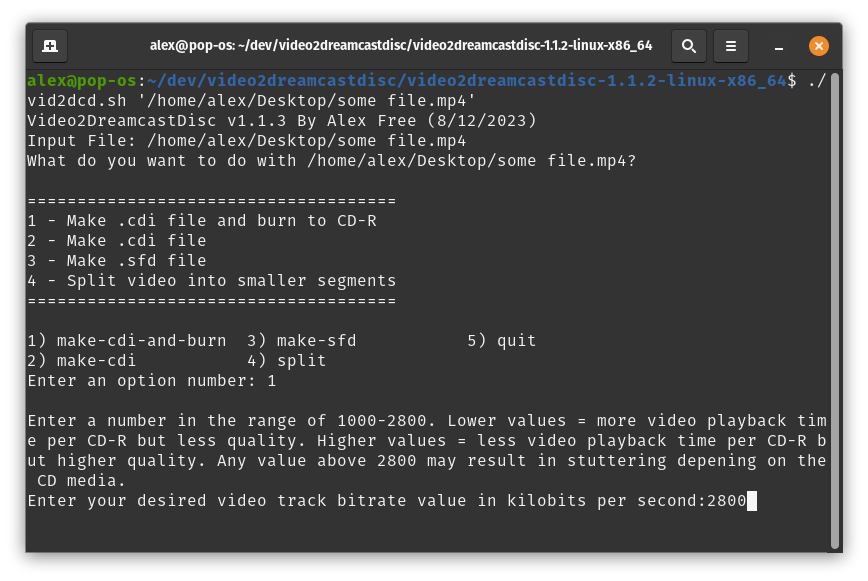 alex@pop-os: ~/dev/video2dreamcastdisc/video2dreamcastdisc-1.1.2-linux-x86_64
alex@pop-os:~/dev/video2dreamcastdisc/video2dreamcastdisc-1.1.2-linux-x86_64$ ./
vid2dcd.sh '/home/alex/Desktop/some file.mp4'
Video2DreamcastDisc v1.1.3 By Alex Free (8/12/2023)
Input File: /home/alex/Desktop/some file.mp4
What do you want to do with /home/alex/Desktop/some file.mp4?
=====================================
1 - Make .cdi file and burn to CD-R
2 - Make .cdi file
3 - Make .sfd file
4 - Split video into smaller segments
=====================================
1) make-cdi-and-burn  3) make-sfd           5) quit
2) make-cdi           4) split
Enter an option number: 1
Enter a number in the range of 1000-2800. Lower values = more video playback tim
e per CD-R but less quality. Higher values = less video playback time per CD-R b
ut higher quality. Any value above 2800 may result in stuttering depening on the
 CD media.
Enter your desired video track bitrate value in kilobits per second:2800